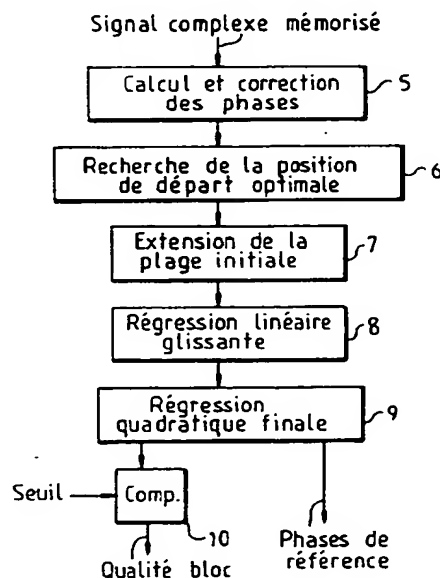 Signal complexe mémorisé
Calcul et correction
des phases
5
Recherche de la position
de départ optimale
6
Extension de la
plage initiale
7
Régression linéaire
glissante
8
Régression
quadratique finale
9
Seuil
Comp.
10
Qualité bloc
Phases de
référence